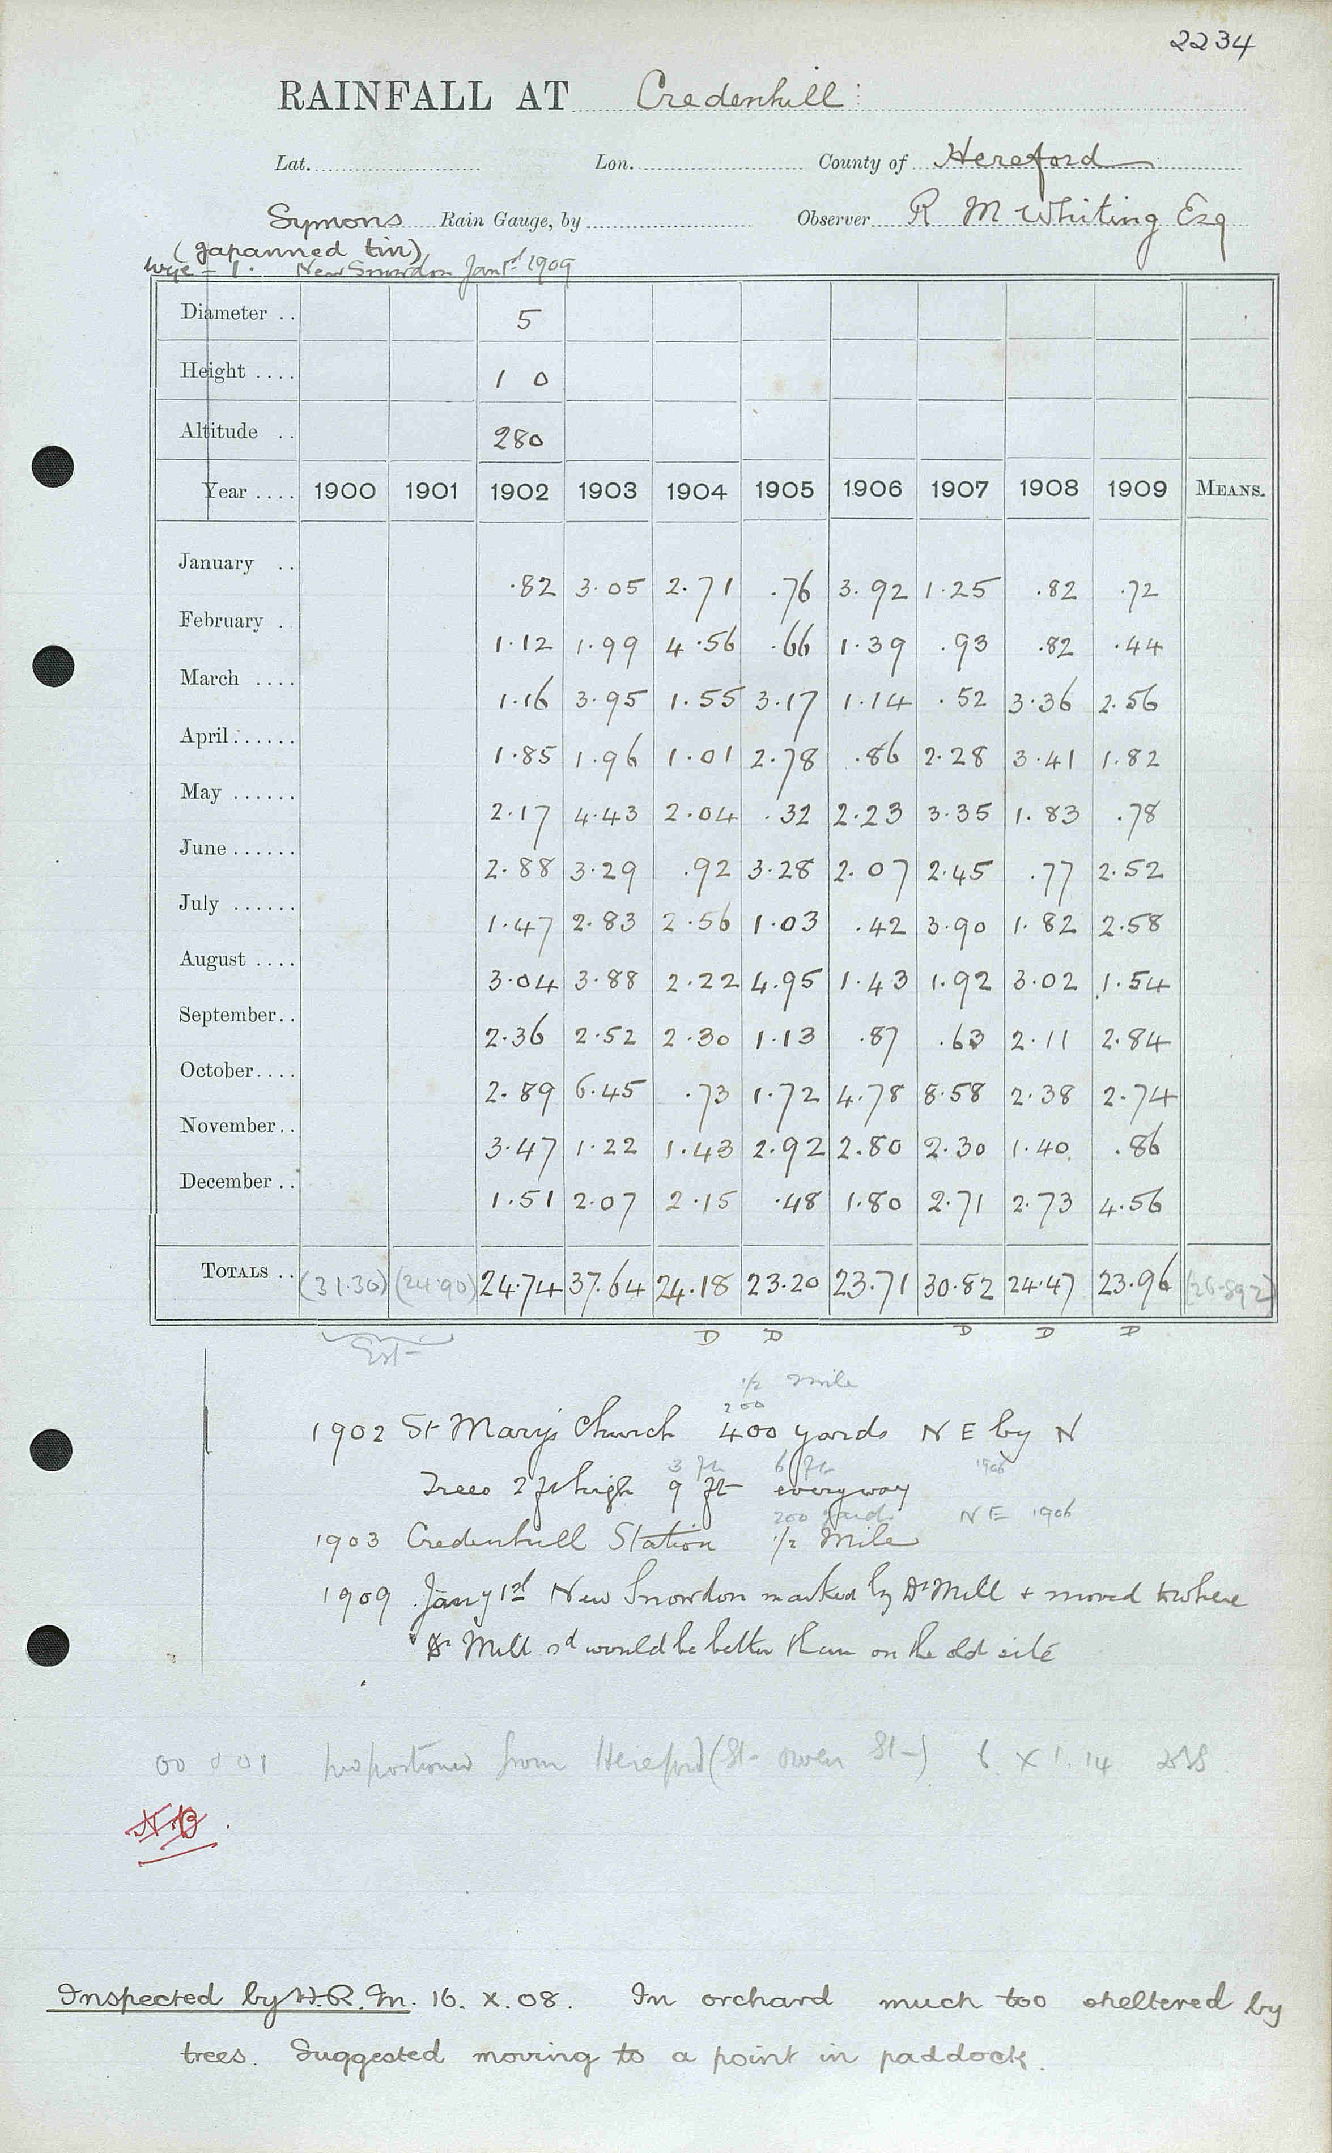 2234
RAINFALL AT Credenhill
Lat. Lon. County of Hereford
Symons Rain Gauge, by Observer R M Whiting Esq
(Japanned tin)
Wye - 1. New Snowdon Jan 1st 1909
Diameter .. 5
Height .... 1 0
Altitude .. 280
Year .... 1900 1901 1902 1903 1904 1905 1906 1907 1908 1909 MEANS.
January .. .82 3.05 2.71 .76 3.92 1.25 .82 .72
February . 1.12 1.99 4.56 .66 1.39 .93 .82 .44
March .... 1.16 3.95 1.55 3.17 1.14 .52 3.36 2.56
April ...... 1.85 1.96 1.01 2.78 .86 2.28 3.41 1.82
May ...... 2.17 4.43 2.04 .32 2.23 3.35 1.83 .78
June ...... 2.88 3.29 .92 3.28 2.07 2.45 .77 2.52
July ...... 1.47 2.83 2.56 1.03 .42 3.90 1.82 2.58
August .... 3.04 3.88 2.22 4.95 1.43 1.92 3.02 1.54
September.. 2.36 2.52 2.30 1.13 .87 .63 2.11 2.84
October.... 2.89 6.45 .73 1.72 4.78 8.58 2.38 2.74
November.. 3.47 1.22 1.43 2.92 2.80 2.30 1.40 .86
December .. 1.51 2.07 2.15 .48 1.80 2.71 2.73 4.56
TOTALS .. (31.30) (24.90) 24.74 37.64 24.18 23.20 23.71 30.82 24.47 23.96 (26.892)
D D D D D
Est
1/2 mile
200
1902 St Marys Church 400 yards N E by N
3 ft 6 ft 1906
Trees 2 ft high 9 ft everyway
200 yards NE 1906
1903 Credenhill Station 1/2 Mile
1909 Jany 1st New Snowdon marked by Dr Mill + moved to where
Dr Mill sd would be better than on the old site
00 & 01 proportioned from Hereford (St Owen St) 6 X 1.14
NB
Inspected by H.R.M. 16. X. 08. In orchard much too sheltered by
trees. Suggested moving to a point in paddock.